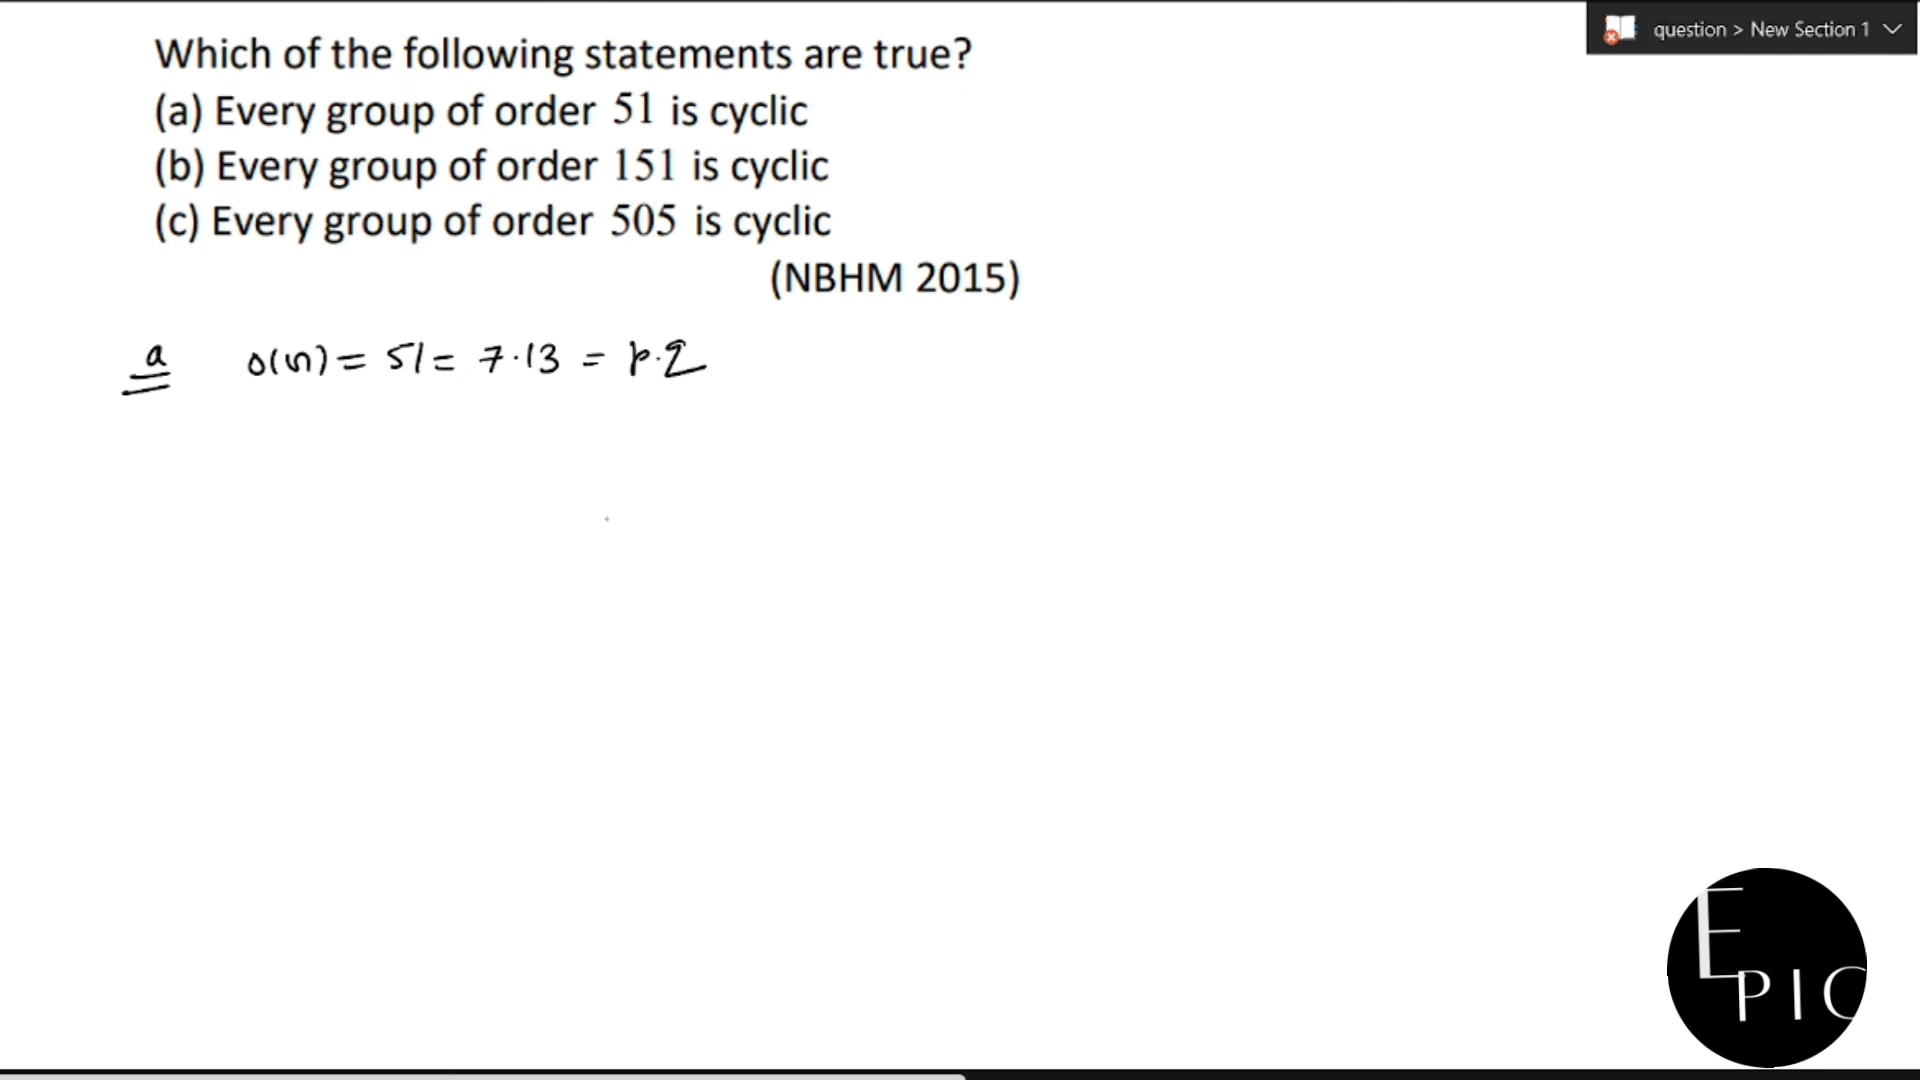 question > New Section 1
Which of the following statements are true?
(a) Every group of order 51 is cyclic
(b) Every group of order 151 is cyclic
(c) Every group of order 505 is cyclic
(NBHM 2015)
a o(G) = 51 = 7·13 = p·q
EPIC